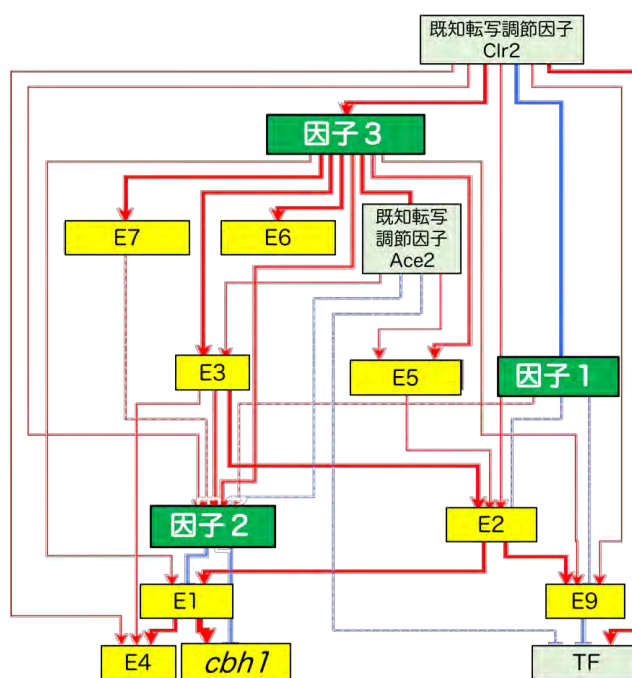 既知転写調節因子
Clr2
因子３
E7
E6
既知転写
調節因子
Ace2
E3
E5
因子１
因子２
E2
E1
E9
E4
cbh1
TF